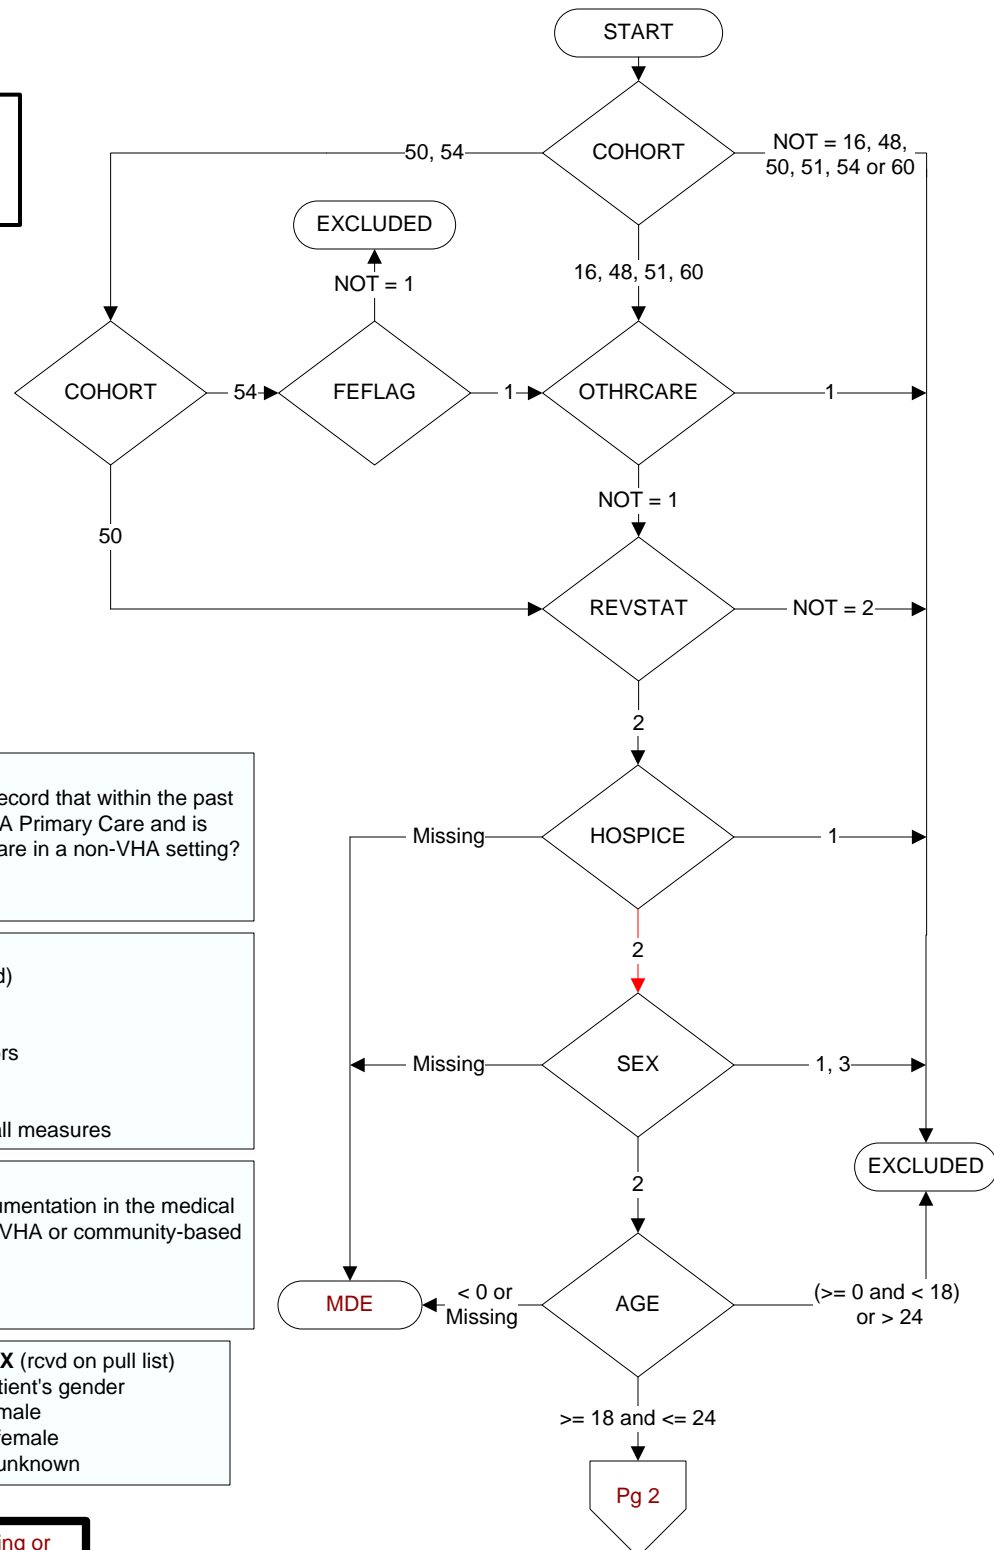 START
COHORT
50, 54
NOT = 16, 48,
50, 51, 54 or 60
EXCLUDED
NOT = 1
16, 48, 51, 60
COHORT
54
FEFLAG
1
OTHRCARE
1
NOT = 1
50
REVSTAT
NOT = 2
2
ecord that within the past
A Primary Care and is
are in a non-VHA setting?
Missing
HOSPICE
1
2
d)
rs
all measures
Missing
SEX
1, 3
2
EXCLUDED
umentation in the medical
VHA or community-based
MDE
< 0 or
Missing
AGE
(>= 0 and < 18)
or > 24
X (rcvd on pull list)
tient's gender
male
female
unknown
>= 18 and <= 24
Pg 2
ing or